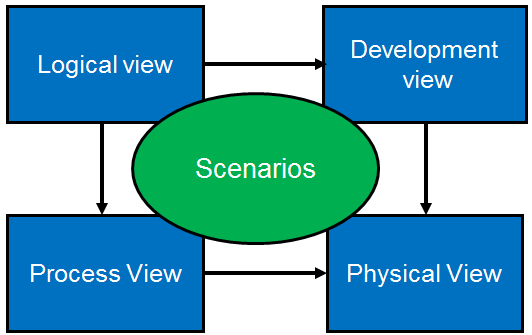 Logical view
Development
view
Scenarios
Process View
Physical View